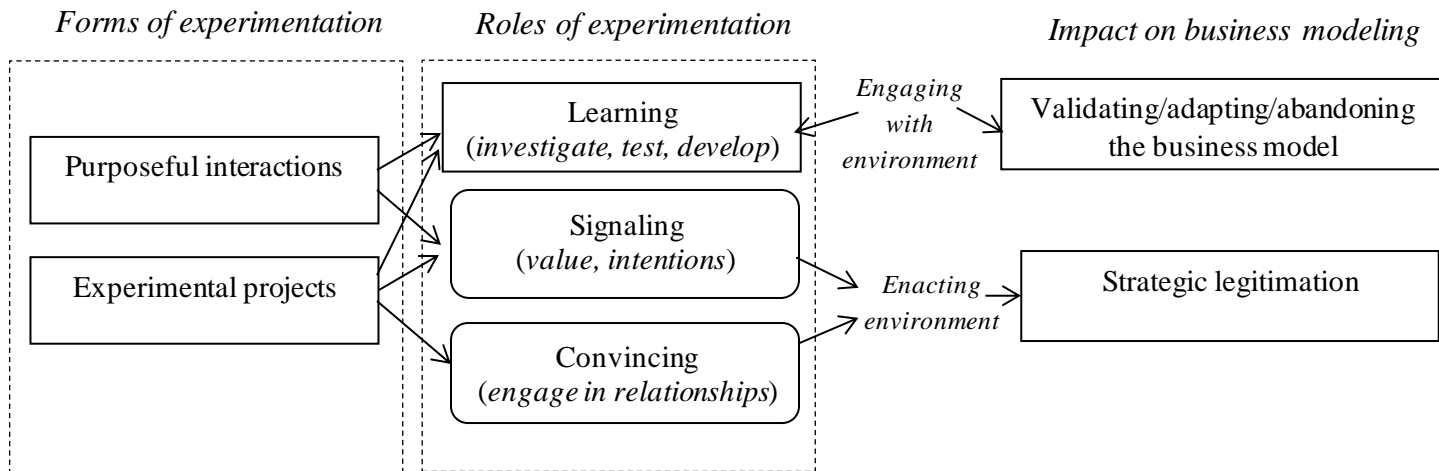 Forms of experimentation
Roles of experimentation
Impact on business modeling
Purposeful interactions
Experimental projects
Learning
(investigate, test, develop)
Signaling
(value, intentions)
Convincing
(engage in relationships)
Engaging
with
environment
Enacting
environment
Validating/adapting/abandoning
the business model
Strategic legitimation